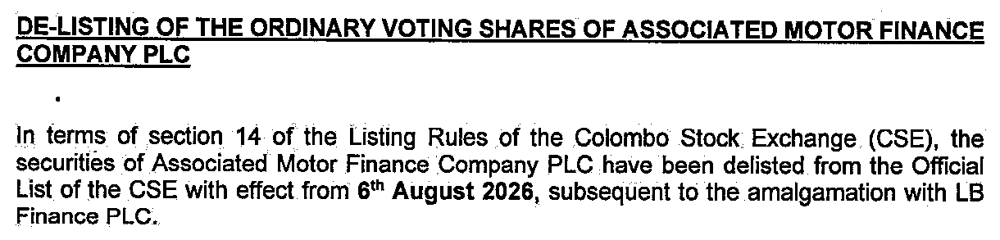 DE-LISTING OF THE ORDINARY VOTING SHARES OF ASSOCIATED MOTOR FINANCE
COMPANY PLC
In terms of section 14 of the Listing Rules of the Colombo Stock Exchange (CSE), the
securities of Associated Motor Finance Company PLC have been delisted from the Official
List of the CSE with effect from 6th August 2026, subsequent to the amalgamation with LB
Finance PLC.